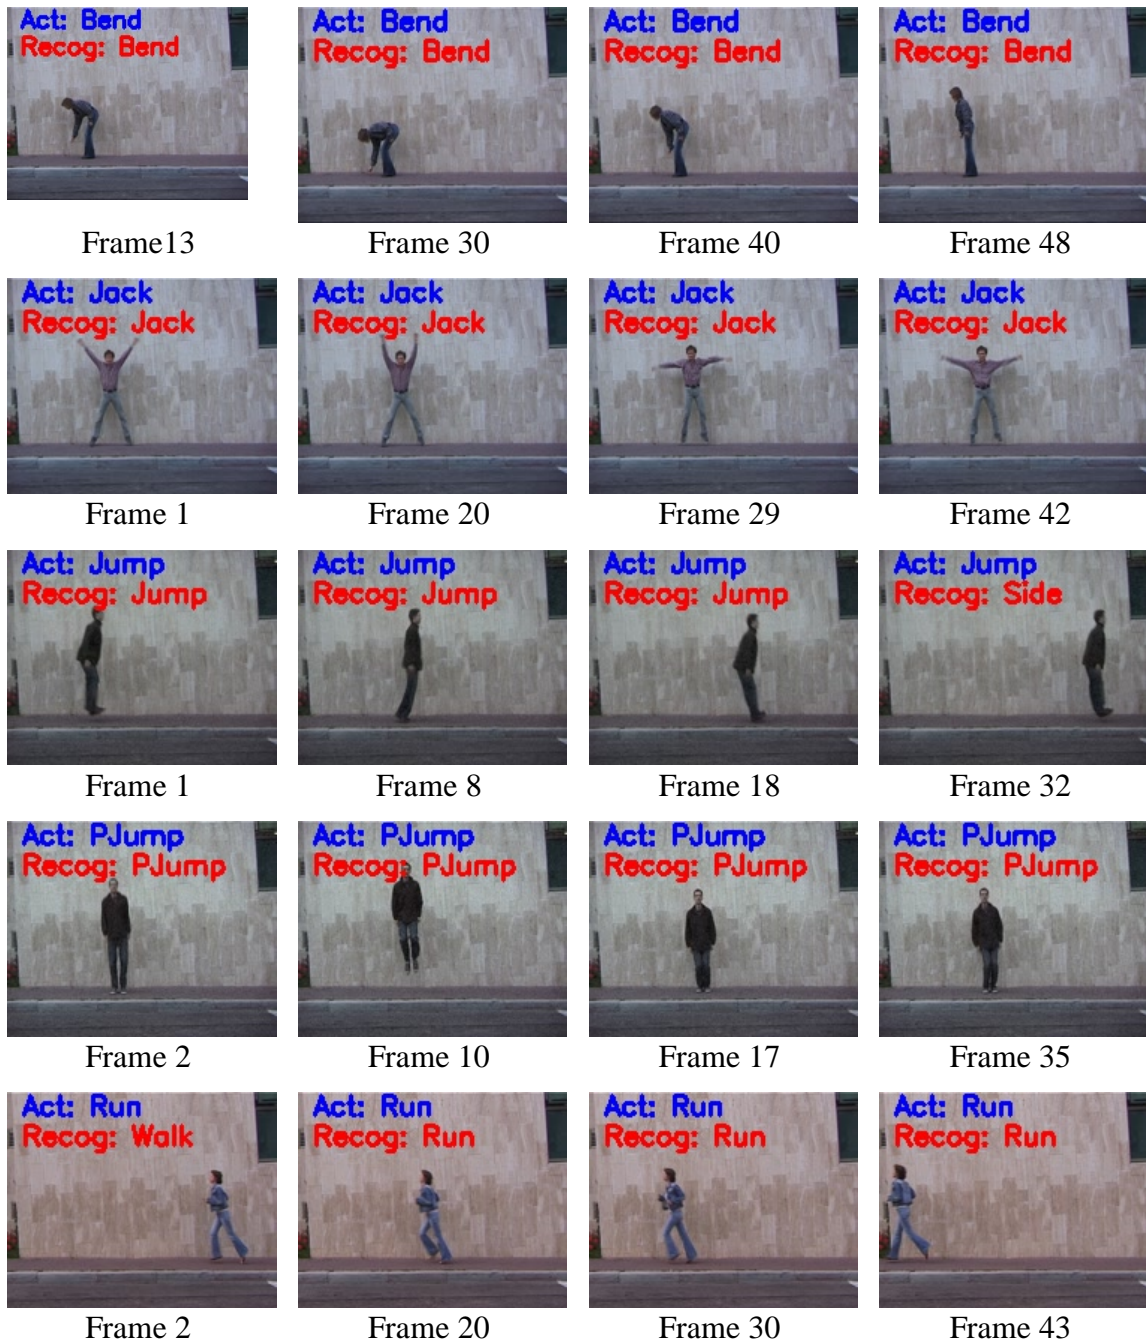 Act: Bend
Recog: Bend
Act: Bend
Recog: Bend
Act: Bend
Recog: Bend
Act: Bend
Recog: Bend
Frame13
Frame 30
Frame 40
Frame 48
Act: Jack
Recog: Jack
Act: Jack
Recog: Jack
Act: Jack
Recog: Jack
Act: Jack
Recog: Jack
Frame 1
Frame 20
Frame 29
Frame 42
Act: Jump
Recog: Jump
Act: Jump
Recog: Jump
Act: Jump
Recog: Jump
Act: Jump
Recog: Side
Frame 1
Frame 8
Frame 18
Frame 32
Act: PJump
Recog: PJump
Act: PJump
Recog: PJump
Act: PJump
Recog: PJump
Act: PJump
Recog: PJump
Frame 2
Frame 10
Frame 17
Frame 35
Act: Run
Recog: Walk
Act: Run
Recog: Run
Act: Run
Recog: Run
Act: Run
Recog: Run
Frame 2
Frame 20
Frame 30
Frame 43